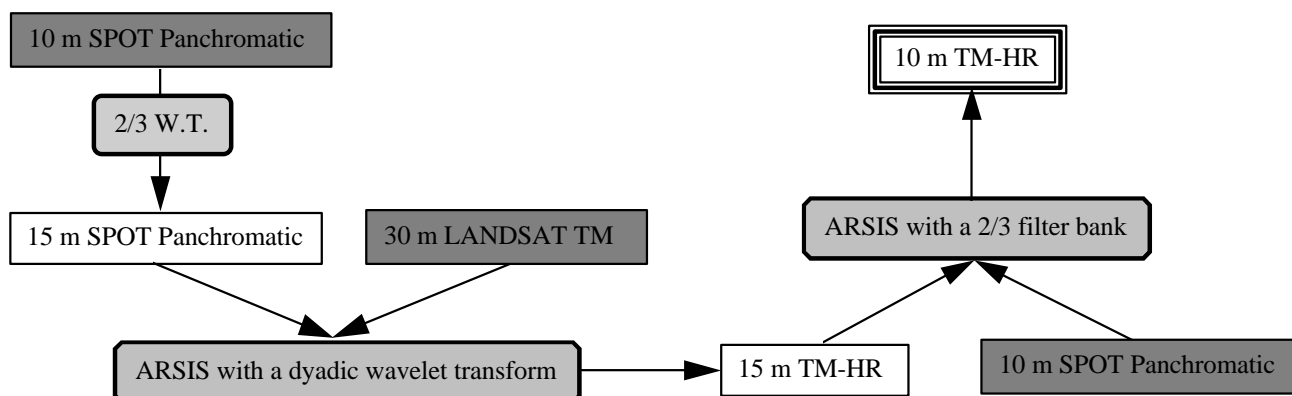 10 m SPOT Panchromatic
2/3 W.T.
15 m SPOT Panchromatic
30 m LANDSAT TM
ARSIS with a dyadic wavelet transform
15 m TM-HR
10 m SPOT Panchromatic
ARSIS with a 2/3 filter bank
10 m TM-HR